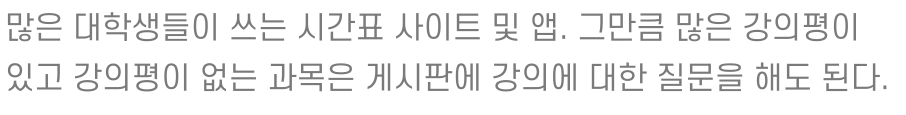 많은 대학생들이 쓰는 시간표 사이트 및 앱. 그만큼 많은 강의평이
있고 강의평이 없는 과목은 게시판에 강의에 대한 질문을 해도 된다.